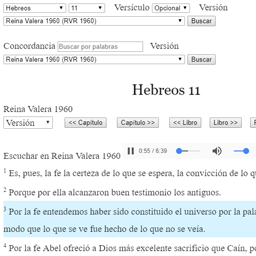 Hebreos 11 Versículo Opcional Versión
Reina Valera 1960 (RVR 1960) Buscar
Concordancia Buscar por palabras Versión
Reina Valera 1960 (RVR 1960) Buscar
Hebreos 11
Reina Valera 1960
Versión << Capítulo Capítulo >> << Libro Libro >>
Escuchar en Reina Valera 1960 0:55 / 6:39
1 Es, pues, la fe la certeza de lo que se espera, la convicción de lo q
2 Porque por ella alcanzaron buen testimonio los antiguos.
3 Por la fe entendemos haber sido constituido el universo por la pala
modo que lo que se ve fue hecho de lo que no se veía.
4 Por la fe Abel ofreció a Dios más excelente sacrificio que Caín, po